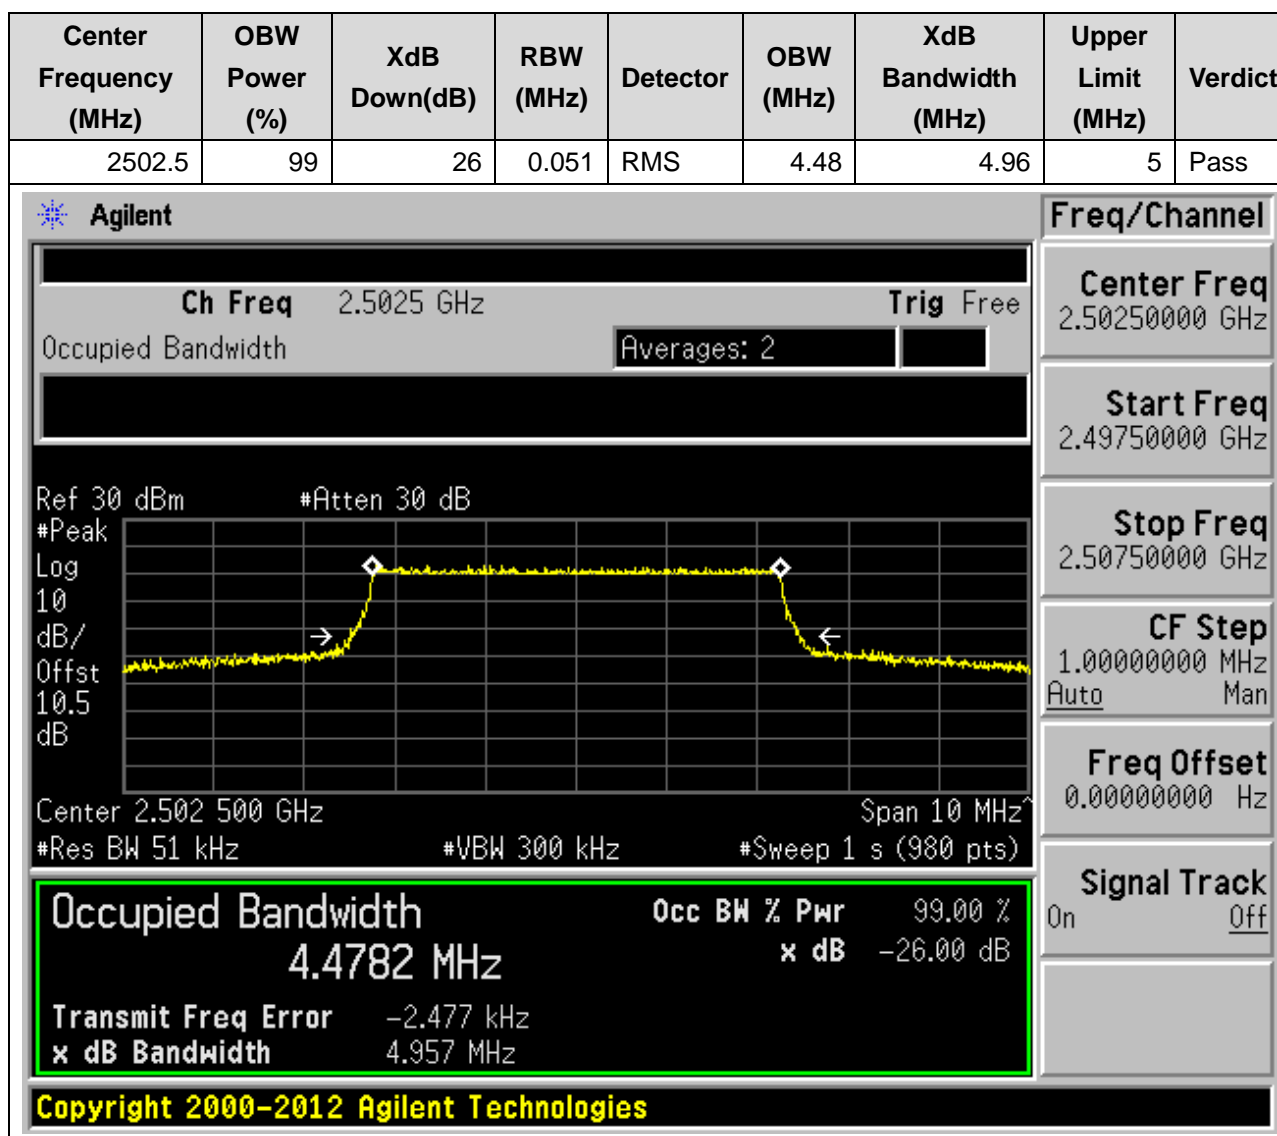 Center Frequency (MHz) OBW Power (%) XdB Down(dB) RBW (MHz) Detector OBW (MHz) XdB Bandwidth (MHz) Upper Limit (MHz) Verdict
2502.5 99 26 0.051 RMS 4.48 4.96 5 Pass
Agilent
Freq/Channel
Ch Freq 2.5025 GHz Trig Free
Occupied Bandwidth Averages: 2
Center Freq
2.50250000 GHz
Start Freq
2.49750000 GHz
Stop Freq
2.50750000 GHz
CF Step
1.00000000 MHz
Auto Man
Freq Offset
0.00000000 Hz
Signal Track
On Off
Ref 30 dBm #Atten 30 dB
#Peak
Log
10
dB/
Offst
10.5
dB
Center 2.502 500 GHz Span 10 MHz^
#Res BW 51 kHz #VBW 300 kHz #Sweep 1 s (980 pts)
Occupied Bandwidth Occ BW % Pwr 99.00 %
4.4782 MHz x dB -26.00 dB
Transmit Freq Error -2.477 kHz
x dB Bandwidth 4.957 MHz
Copyright 2000-2012 Agilent Technologies